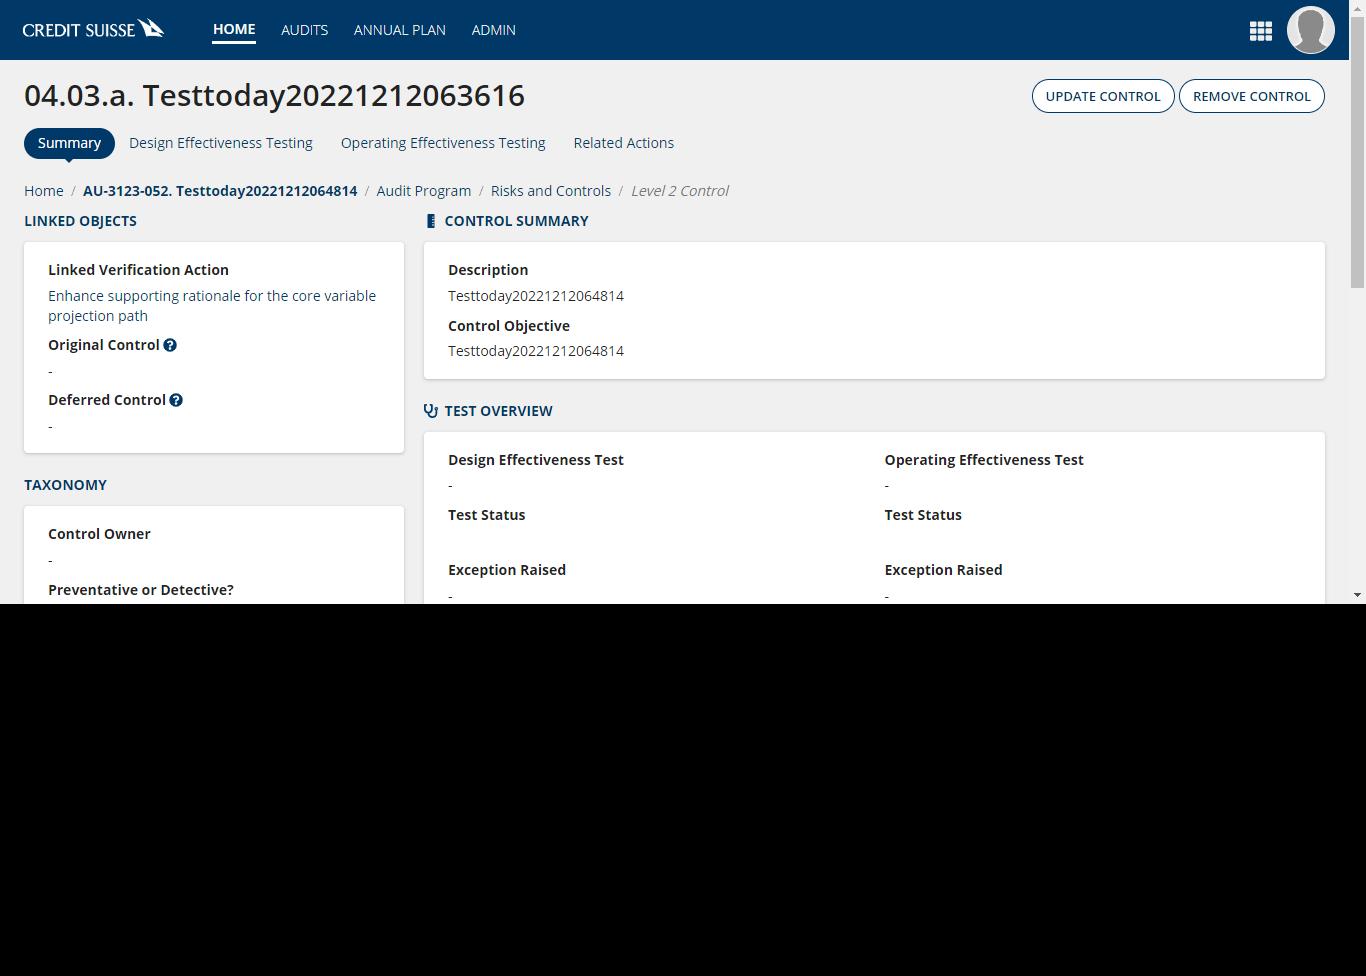 CREDIT SUISSE HOME AUDITS ANNUAL PLAN ADMIN
04.03.a. Testtoday20221212063616
UPDATE CONTROL REMOVE CONTROL
Summary Design Effectiveness Testing Operating Effectiveness Testing Related Actions
Home / AU-3123-052. Testtoday20221212064814 / Audit Program / Risks and Controls / Level 2 Control
LINKED OBJECTS
Linked Verification Action
Enhance supporting rationale for the core variable
projection path
Original Control ?
-
Deferred Control ?
-
TAXONOMY
Control Owner
-
Preventative or Detective?
CONTROL SUMMARY
Description
Testtoday20221212064814
Control Objective
Testtoday20221212064814
TEST OVERVIEW
Design Effectiveness Test
-
Test Status
Exception Raised
-
Operating Effectiveness Test
-
Test Status
Exception Raised
-